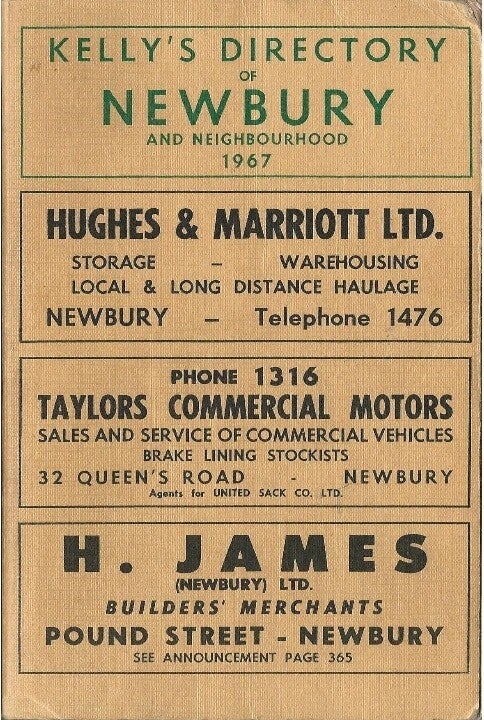 KELLY'S DIRECTORY
OF
NEWBURY
AND NEIGHBOURHOOD
1967
HUGHES & MARRIOTT LTD.
STORAGE – WAREHOUSING
LOCAL & LONG DISTANCE HAULAGE
NEWBURY – Telephone 1476
PHONE 1316
TAYLORS COMMERCIAL MOTORS
SALES AND SERVICE OF COMMERCIAL VEHICLES
BRAKE LINING STOCKISTS
32 QUEEN'S ROAD - NEWBURY
Agents for UNITED SACK CO. LTD.
H. JAMES
(NEWBURY) LTD.
BUILDERS' MERCHANTS
POUND STREET - NEWBURY
SEE ANNOUNCEMENT PAGE 365